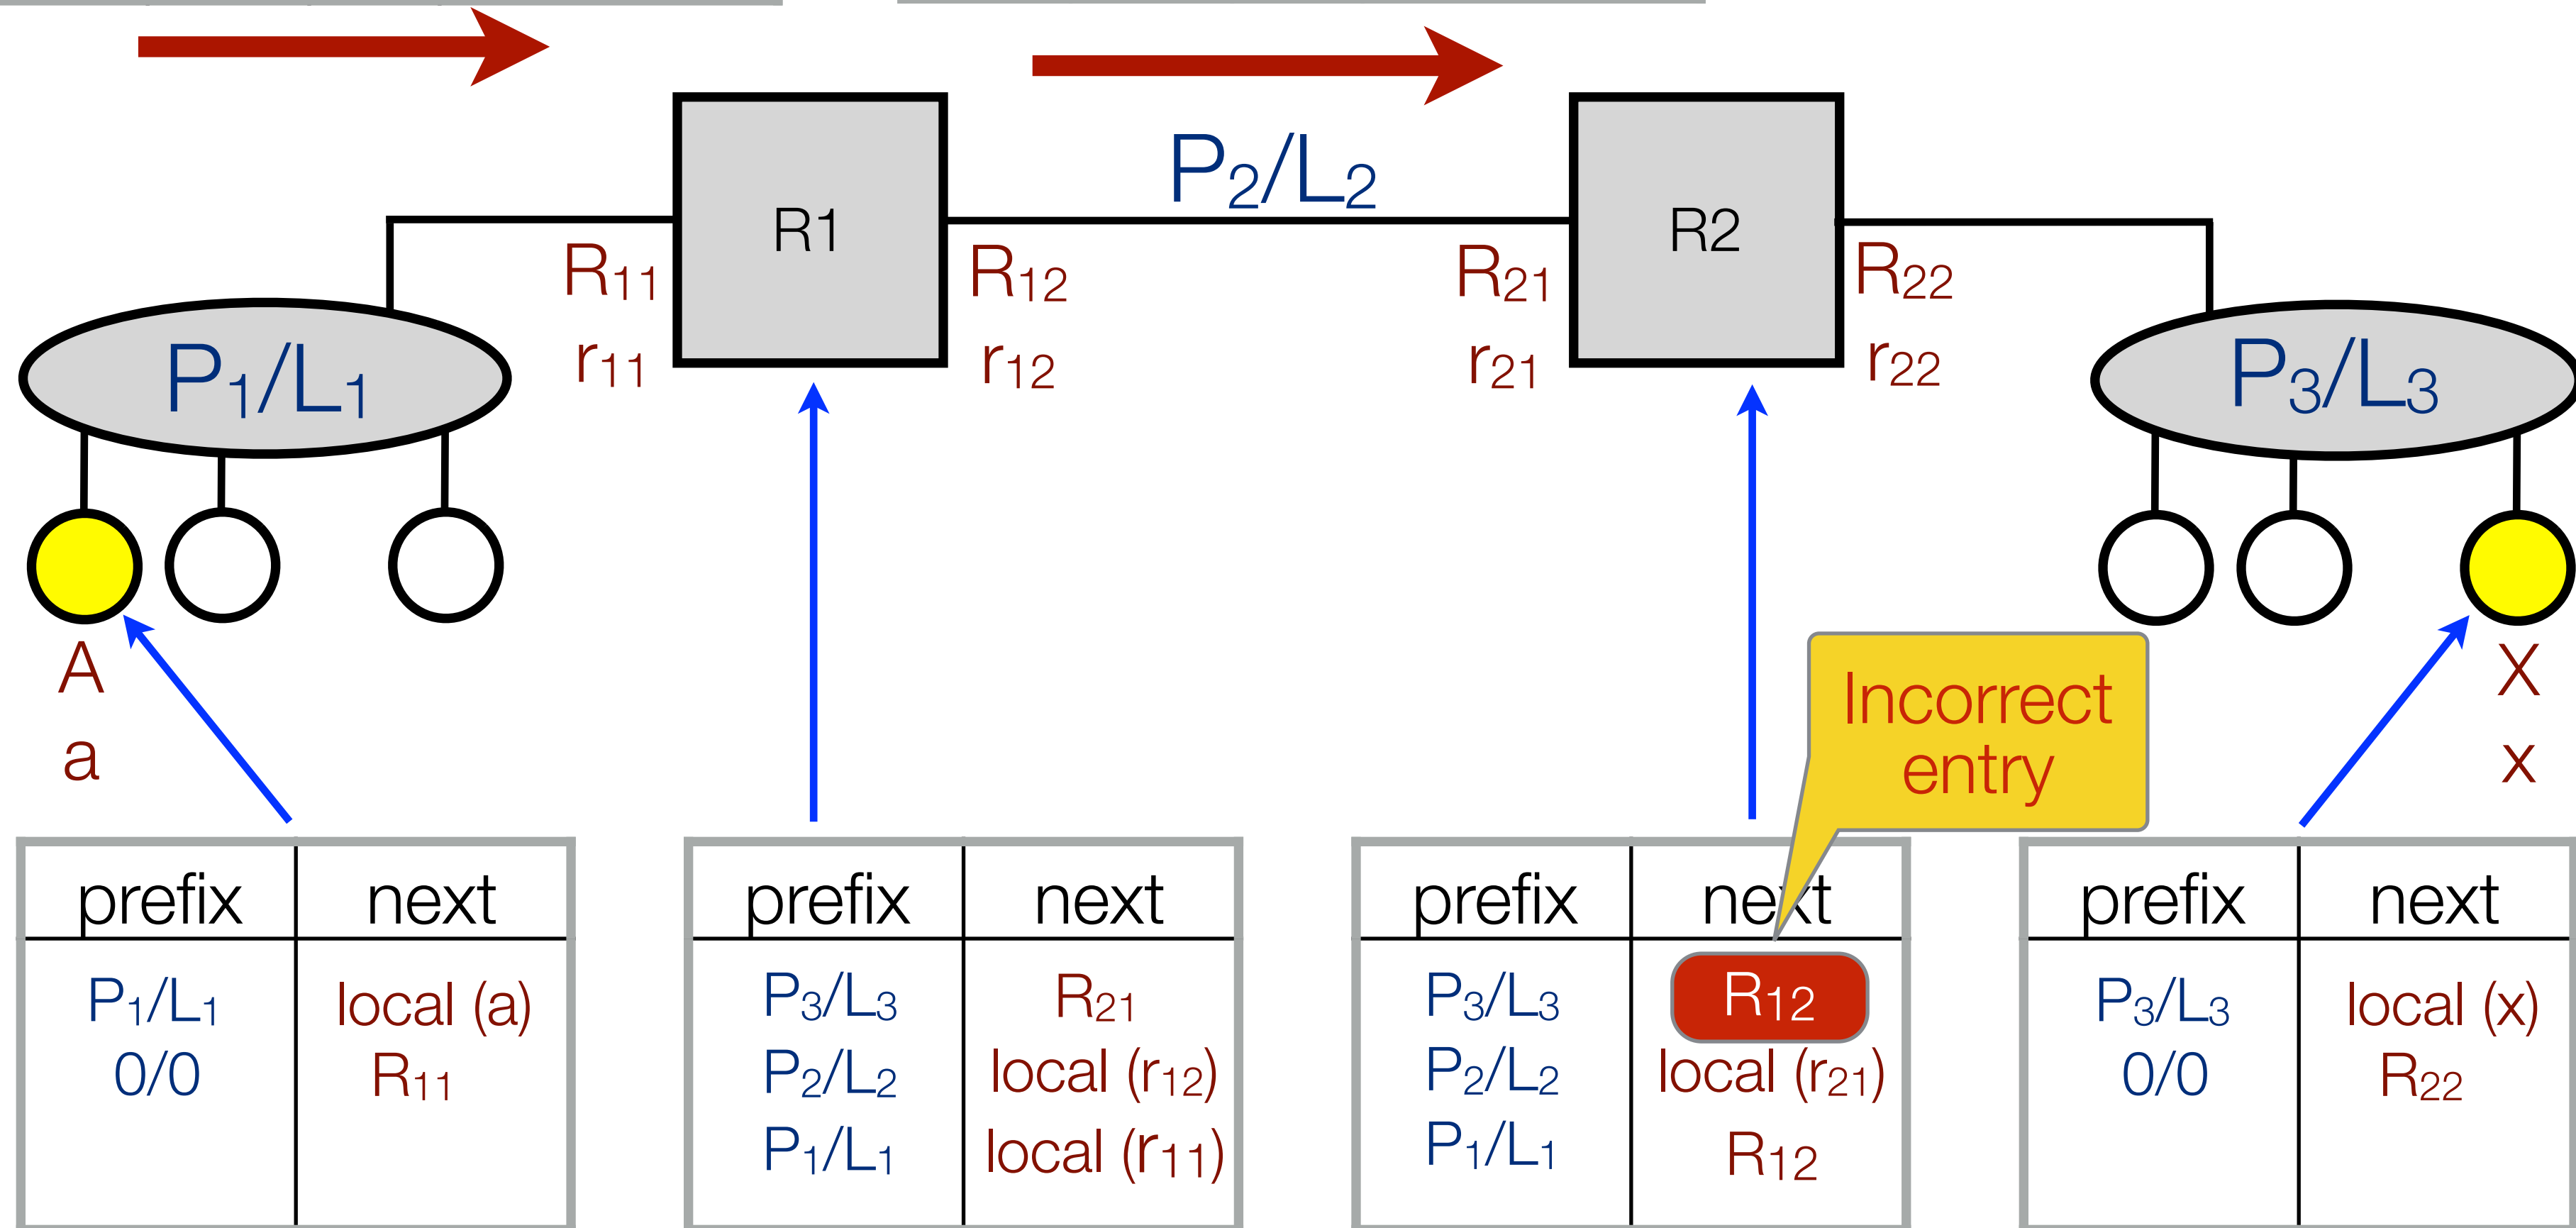 P₂/L₂
R1
R2
R₁₁
R₁₂
R₂₁
R₂₂
r₁₁
r₁₂
r₂₁
r₂₂
P₁/L₁
P₃/L₃
A
a
X
x
Incorrect
entry
prefix next
P₁/L₁ local (a)
0/0 R₁₁
prefix next
P₃/L₃ R₂₁
P₂/L₂ local (r₁₂)
P₁/L₁ local (r₁₁)
prefix next
P₃/L₃ R₁₂
P₂/L₂ local (r₂₁)
P₁/L₁ R₁₂
prefix next
P₃/L₃ local (x)
0/0 R₂₂